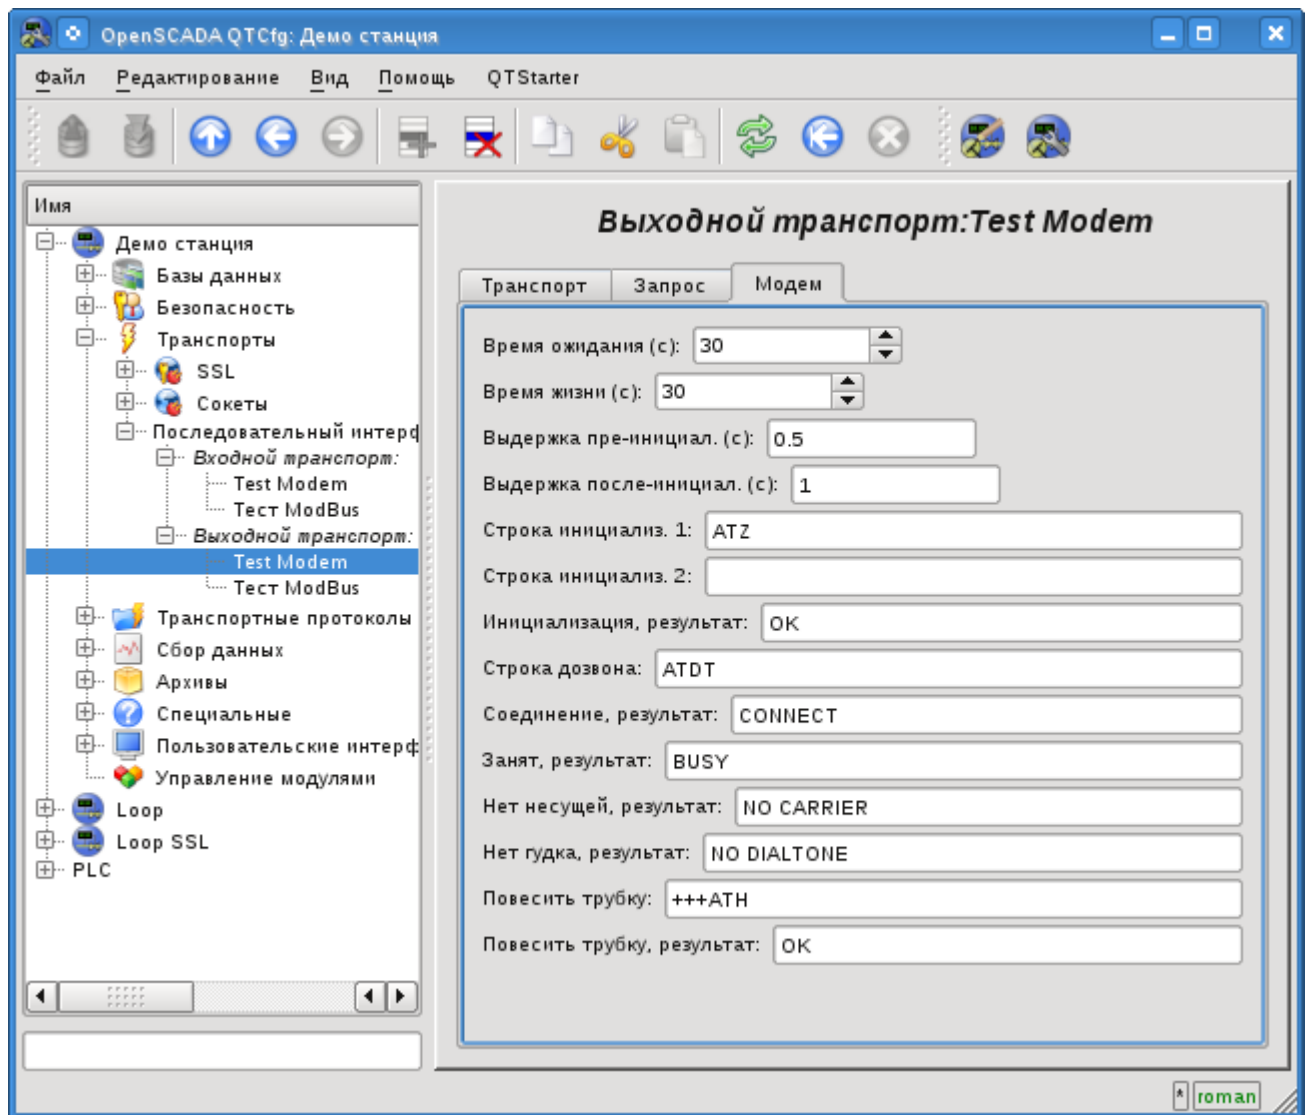 OpenSCADA QTCfg: Демо станция
Файл Редактирование Вид Помощь QTStarter
Имя
Демо станция
Базы данных
Безопасность
Транспорты
SSL
Сокеты
Последовательный интерф
Входной транспорт:
Test Modem
Тест ModBus
Выходной транспорт:
Test Modem
Тест ModBus
Транспортные протоколы
Сбор данных
Архивы
Специальные
Пользовательские интерф
Управление модулями
Loop
Loop SSL
PLC
Выходной транспорт:Test Modem
Транспорт Запрос Модем
Время ожидания (с): 30
Время жизни (с): 30
Выдержка пре-инициал. (с): 0.5
Выдержка после-инициал. (с): 1
Строка инициализ. 1: ATZ
Строка инициализ. 2:
Инициализация, результат: OK
Строка дозвона: ATDT
Соединение, результат: CONNECT
Занят, результат: BUSY
Нет несущей, результат: NO CARRIER
Нет гудка, результат: NO DIALTONE
Повесить трубку: +++ATH
Повесить трубку, результат: OK
* roman